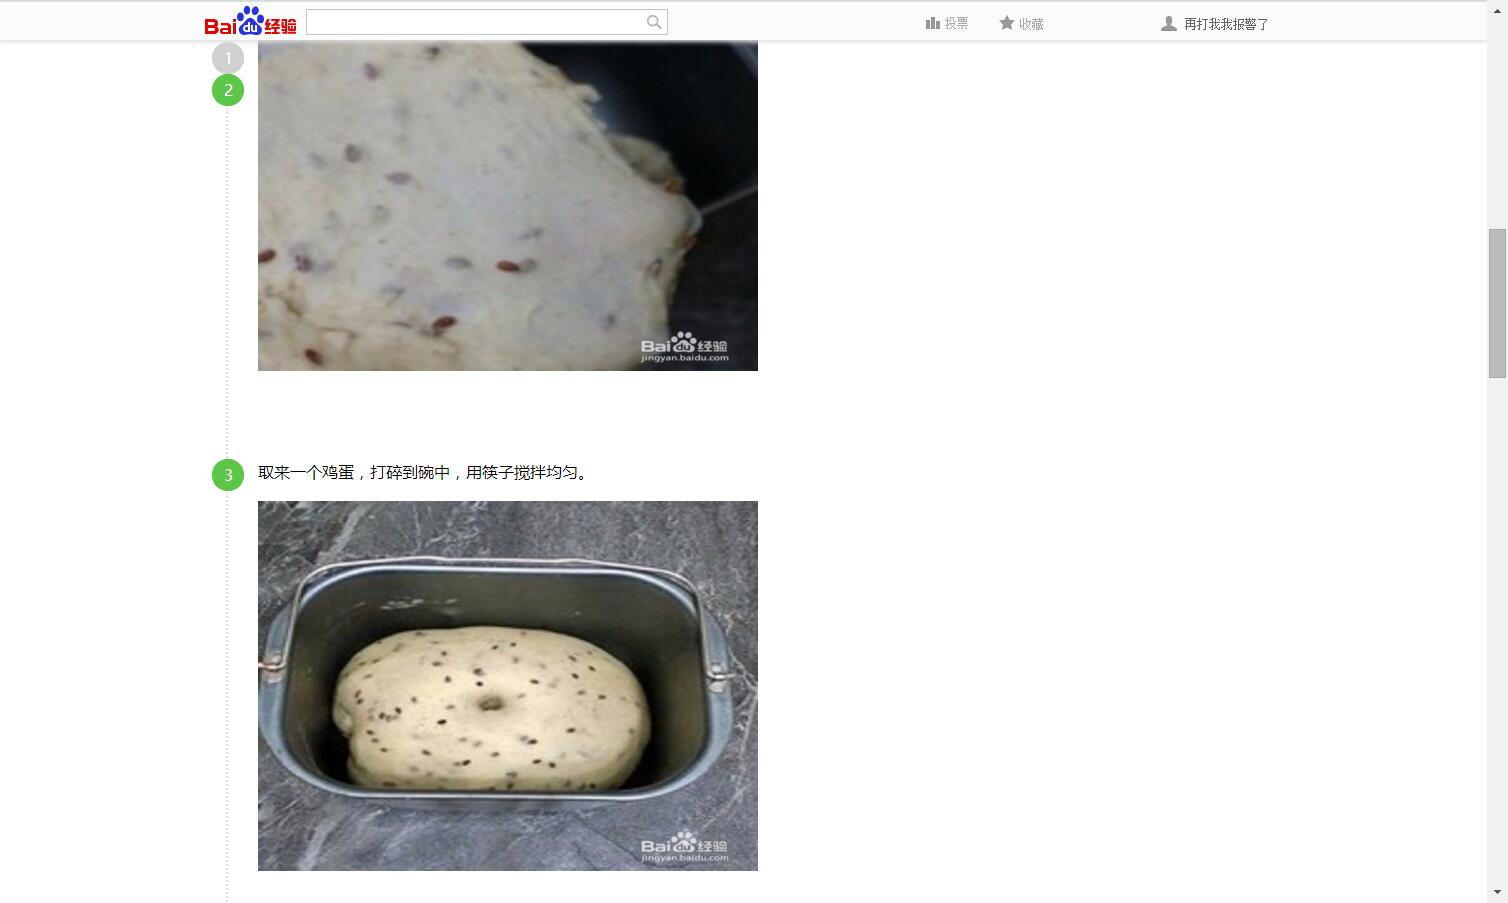 Bai du 经验
投票
收藏
再打我我报警了
1
2
Bai du 经验
jingyan.baidu.com
3
取来一个鸡蛋，打碎到碗中，用筷子搅拌均匀。
Bai du 经验
jingyan.baidu.com